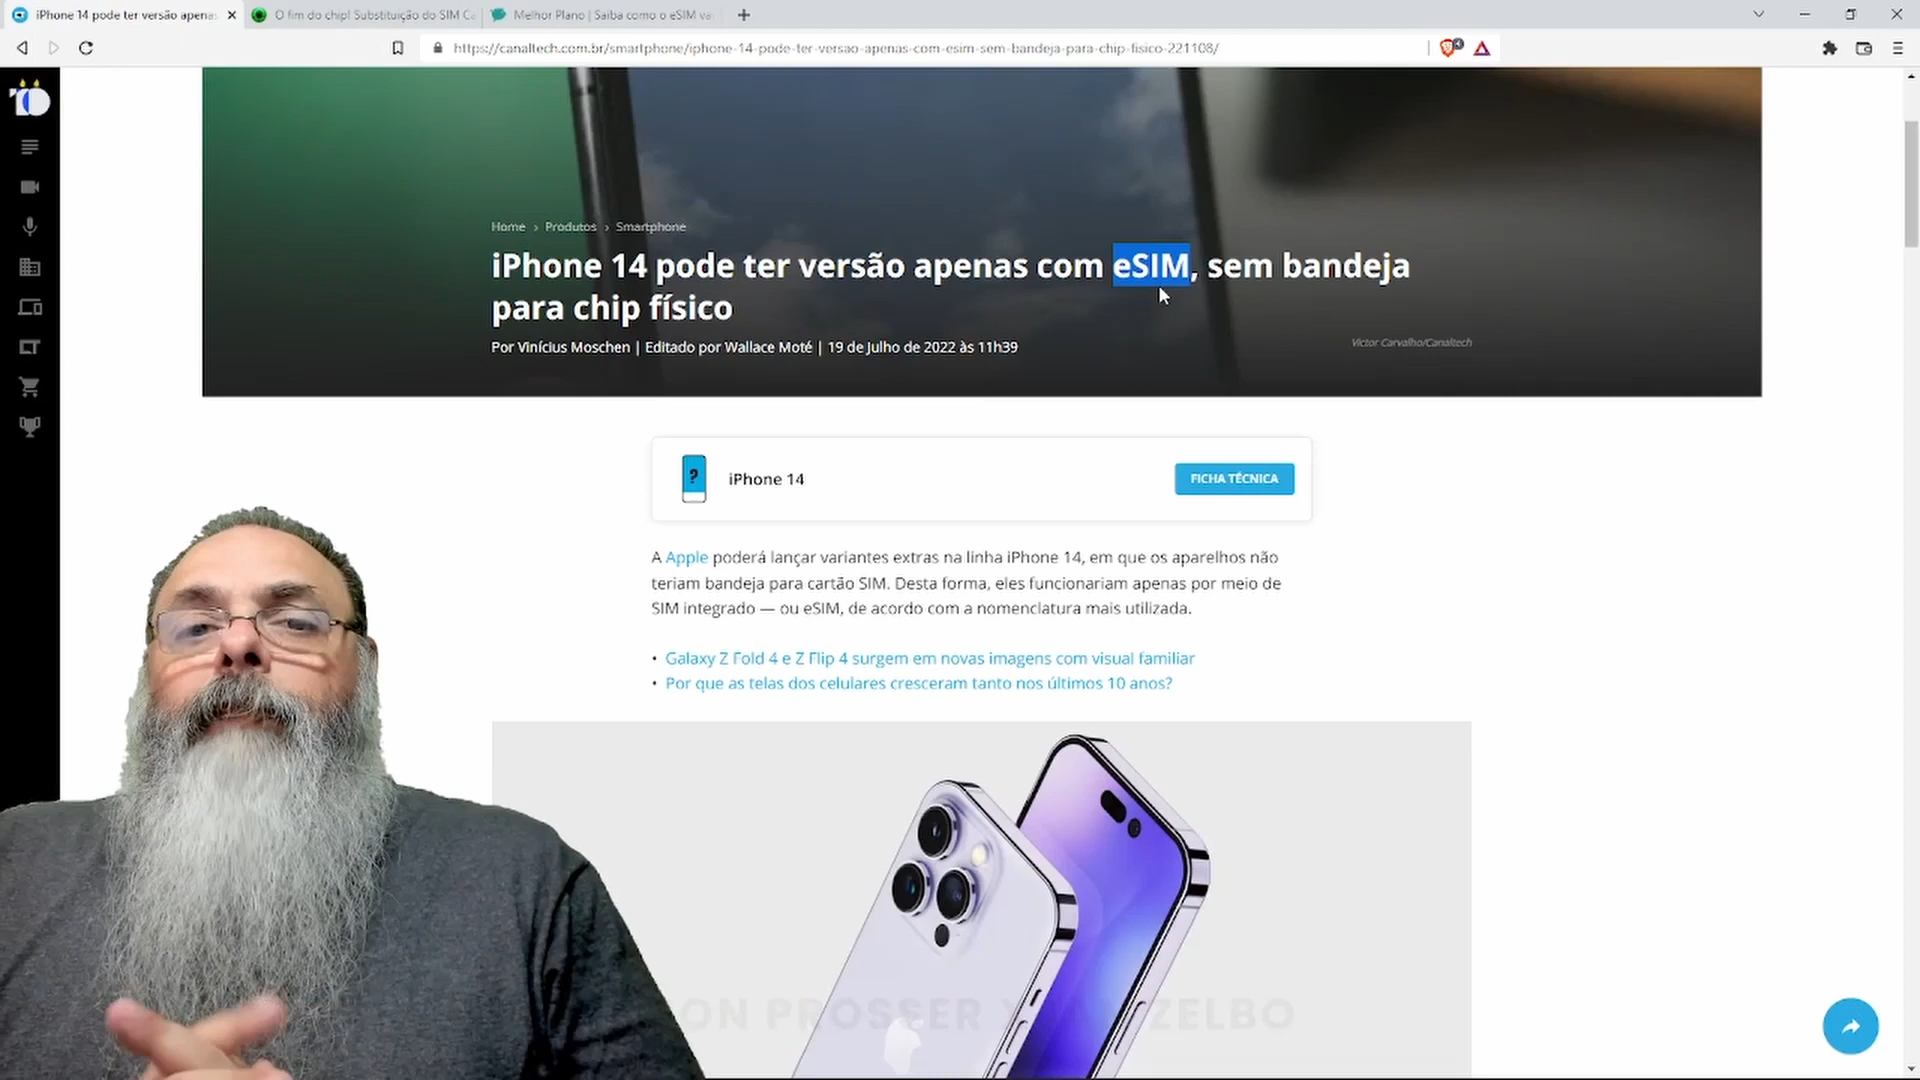 iPhone 14 pode ter versão apenas
O fim do chip! Substituição do SIM Ca
Melhor Plano | Saiba como o eSIM va
https://canaltech.com.br/smartphone/iphone-14-pode-ter-versao-apenas-com-esim-sem-bandeja-para-chip-fisico-221108/
Home › Produtos › Smartphone
iPhone 14 pode ter versão apenas com eSIM, sem bandeja
para chip físico
Por Vinícius Moschen | Editado por Wallace Moté | 19 de Julho de 2022 às 11h39
Victor Carvalho/Canaltech
? iPhone 14
FICHA TÉCNICA
A Apple poderá lançar variantes extras na linha iPhone 14, em que os aparelhos não
teriam bandeja para cartão SIM. Desta forma, eles funcionariam apenas por meio de
SIM integrado — ou eSIM, de acordo com a nomenclatura mais utilizada.
• Galaxy Z Fold 4 e Z Flip 4 surgem em novas imagens com visual familiar
• Por que as telas dos celulares cresceram tanto nos últimos 10 anos?
ON PROSSER X ZELBO